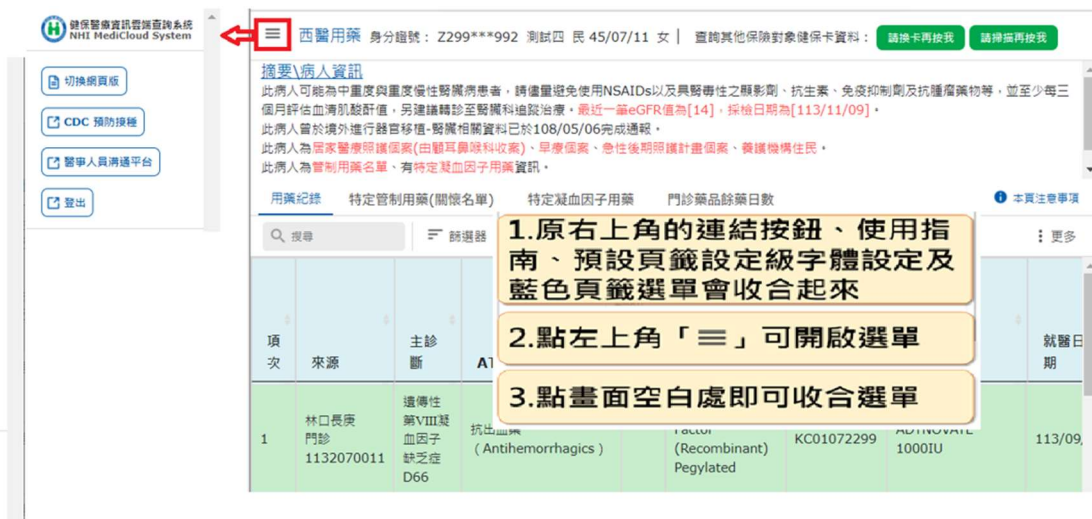 健保醫療資訊雲端查詢系統
NHI MediCloud System
切換網頁版
CDC 預防接種
醫事人員溝通平台
登出
西醫用藥 身分證號： Z299***992 測試四 民 45/07/11 女 | 查詢其他保險對象健保卡資料： 請換卡再按我 請掃描再按我
摘要\病人資訊
此病人可能為中重度與重度慢性腎臟病患者，請儘量避免使用NSAIDs以及具腎毒性之顯影劑、抗生素、免疫抑制劑及抗腫瘤藥物等，並至少每三
個月評估血清肌酸酐值，另建議轉診至腎臟科追蹤治療。最近一筆eGFR值為[14]，採檢日期為[113/11/09]。
此病人曾於境外進行器官移植-腎臟相關資料已於108/05/06完成通報。
此病人為居家醫療照護個案(由顧耳鼻喉科收案)、早療個案、急性後期照護計畫個案、養護機構住民。
此病人為管制用藥名單、有特定凝血因子用藥資訊。
用藥紀錄 特定管制用藥(關懷名單) 特定凝血因子用藥 門診藥品餘藥日數 本頁注意事項
搜尋 篩選器 更多
1.原右上角的連結按鈕、使用指
南、預設頁籤設定級字體設定及
藍色頁籤選單會收合起來
2.點左上角「☰」可開啟選單
3.點畫面空白處即可收合選單
項次 來源 主診斷 AT 就醫日期
1 林口長庚 門診 1132070011 遺傳性第VIII凝血因子缺乏症 D66 抗出血藥（Antihemorrhagics） Factor (Recombinant) Pegylated KC01072299 ADYNOVATE 1000IU 113/09/